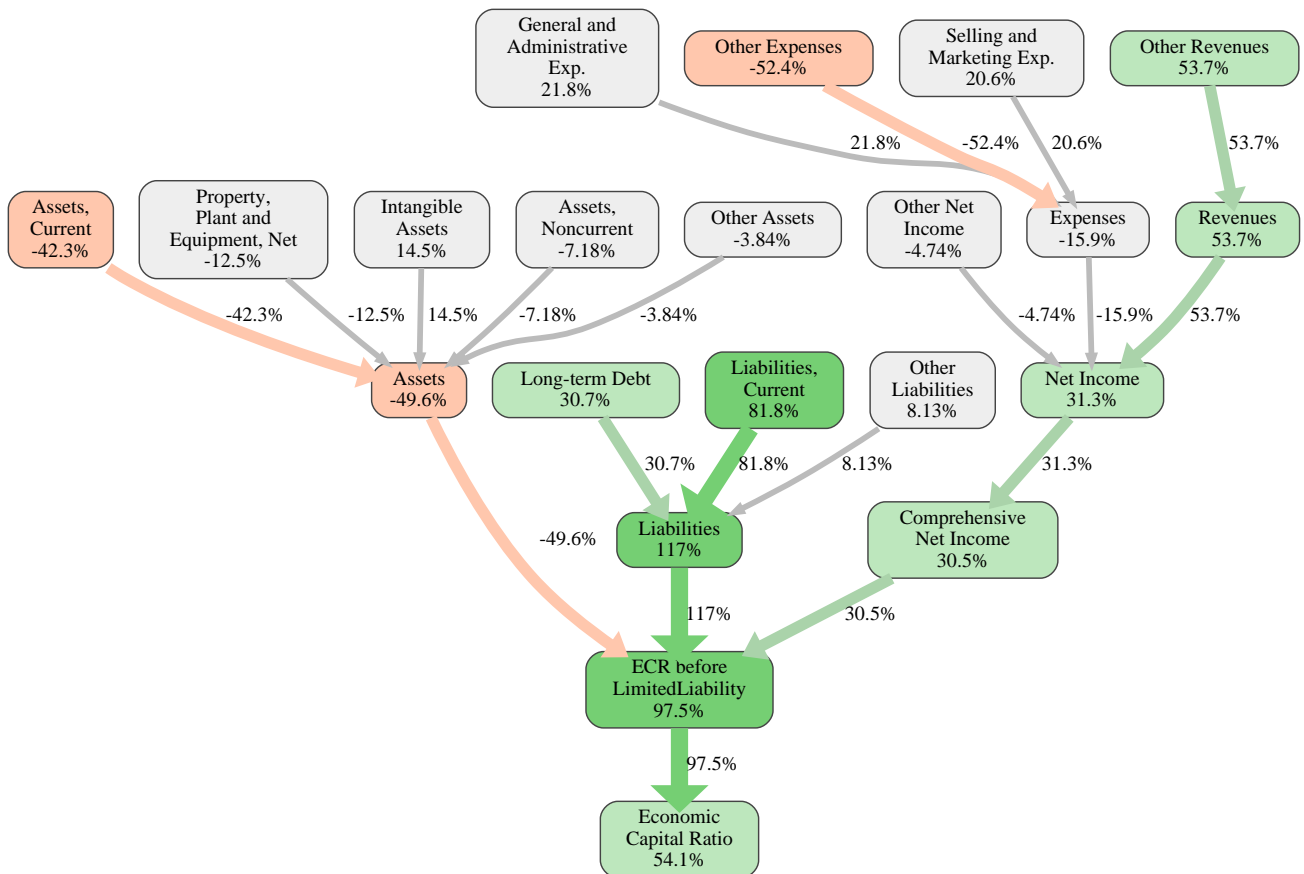 General and
Administrative
Exp.
21.8%
Other Expenses
-52.4%
Selling and
Marketing Exp.
20.6%
Other Revenues
53.7%
21.8%
-52.4%
20.6%
53.7%
Assets,
Current
-42.3%
Property,
Plant and
Equipment, Net
-12.5%
Intangible
Assets
14.5%
Assets,
Noncurrent
-7.18%
Other Assets
-3.84%
Other Net
Income
-4.74%
Expenses
-15.9%
Revenues
53.7%
-42.3%
-12.5%
14.5%
-7.18%
-3.84%
-4.74%
-15.9%
53.7%
Assets
-49.6%
Long-term Debt
30.7%
Liabilities,
Current
81.8%
Other
Liabilities
8.13%
Net Income
31.3%
30.7%
81.8%
8.13%
31.3%
Liabilities
117%
Comprehensive
Net Income
30.5%
-49.6%
117%
30.5%
ECR before
LimitedLiability
97.5%
97.5%
Economic
Capital Ratio
54.1%